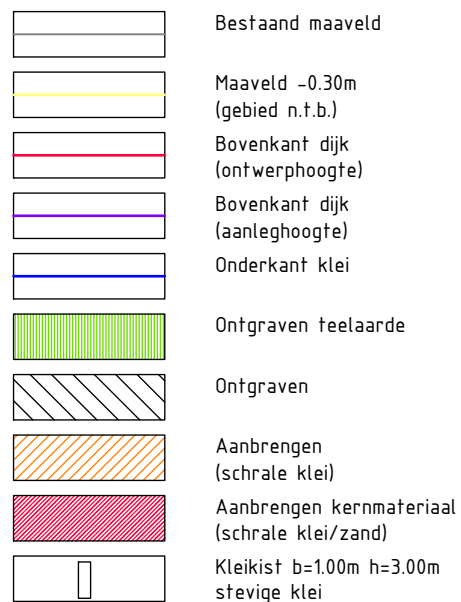 Bestaand maaveld
Maaveld -0.30m
(gebied n.t.b.)
Bovenkant dijk
(ontwerphoogte)
Bovenkant dijk
(aanleghoogte)
Onderkant klei
Ontgraven teelaarde
Ontgraven
Aanbrengen
(schrale klei)
Aanbrengen kernmateriaal
(schrale klei/zand)
Kleikist b=1.00m h=3.00m
stevige klei